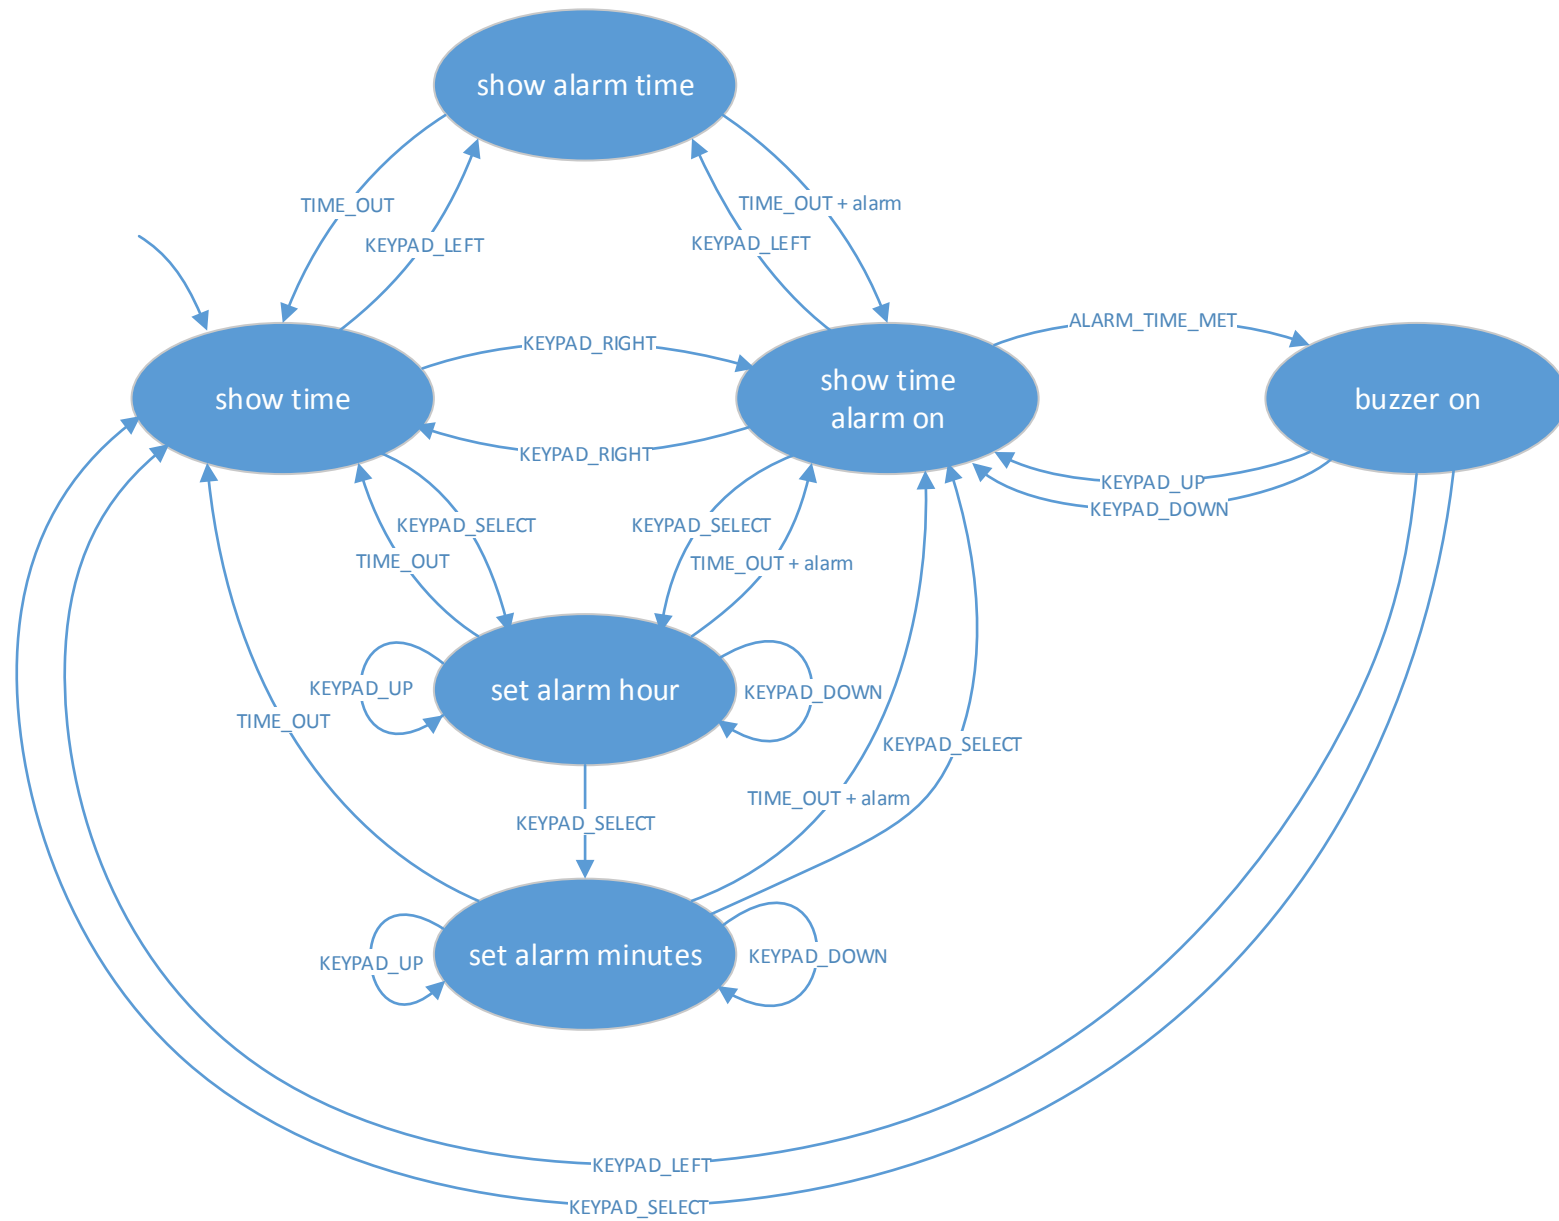 show alarm time
TIME_OUT
TIME_OUT + alarm
KEYPAD_LEFT
KEYPAD_LEFT
ALARM_TIME_MET
KEYPAD_RIGHT
show time
show time
alarm on
buzzer on
KEYPAD_RIGHT
KEYPAD_UP
KEYPAD_DOWN
KEYPAD_SELECT
KEYPAD_SELECT
TIME_OUT
TIME_OUT + alarm
KEYPAD_UP
set alarm hour
KEYPAD_DOWN
TIME_OUT
KEYPAD_SELECT
TIME_OUT + alarm
KEYPAD_SELECT
KEYPAD_UP
set alarm minutes
KEYPAD_DOWN
KEYPAD_LEFT
KEYPAD_SELECT